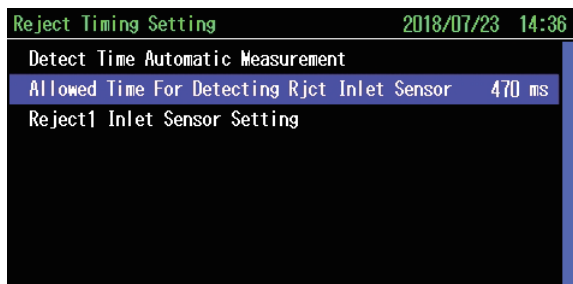 Reject Timing Setting 2018/07/23 14:36
Detect Time Automatic Measurement
Allowed Time For Detecting Rjct Inlet Sensor 470 ms
Reject1 Inlet Sensor Setting